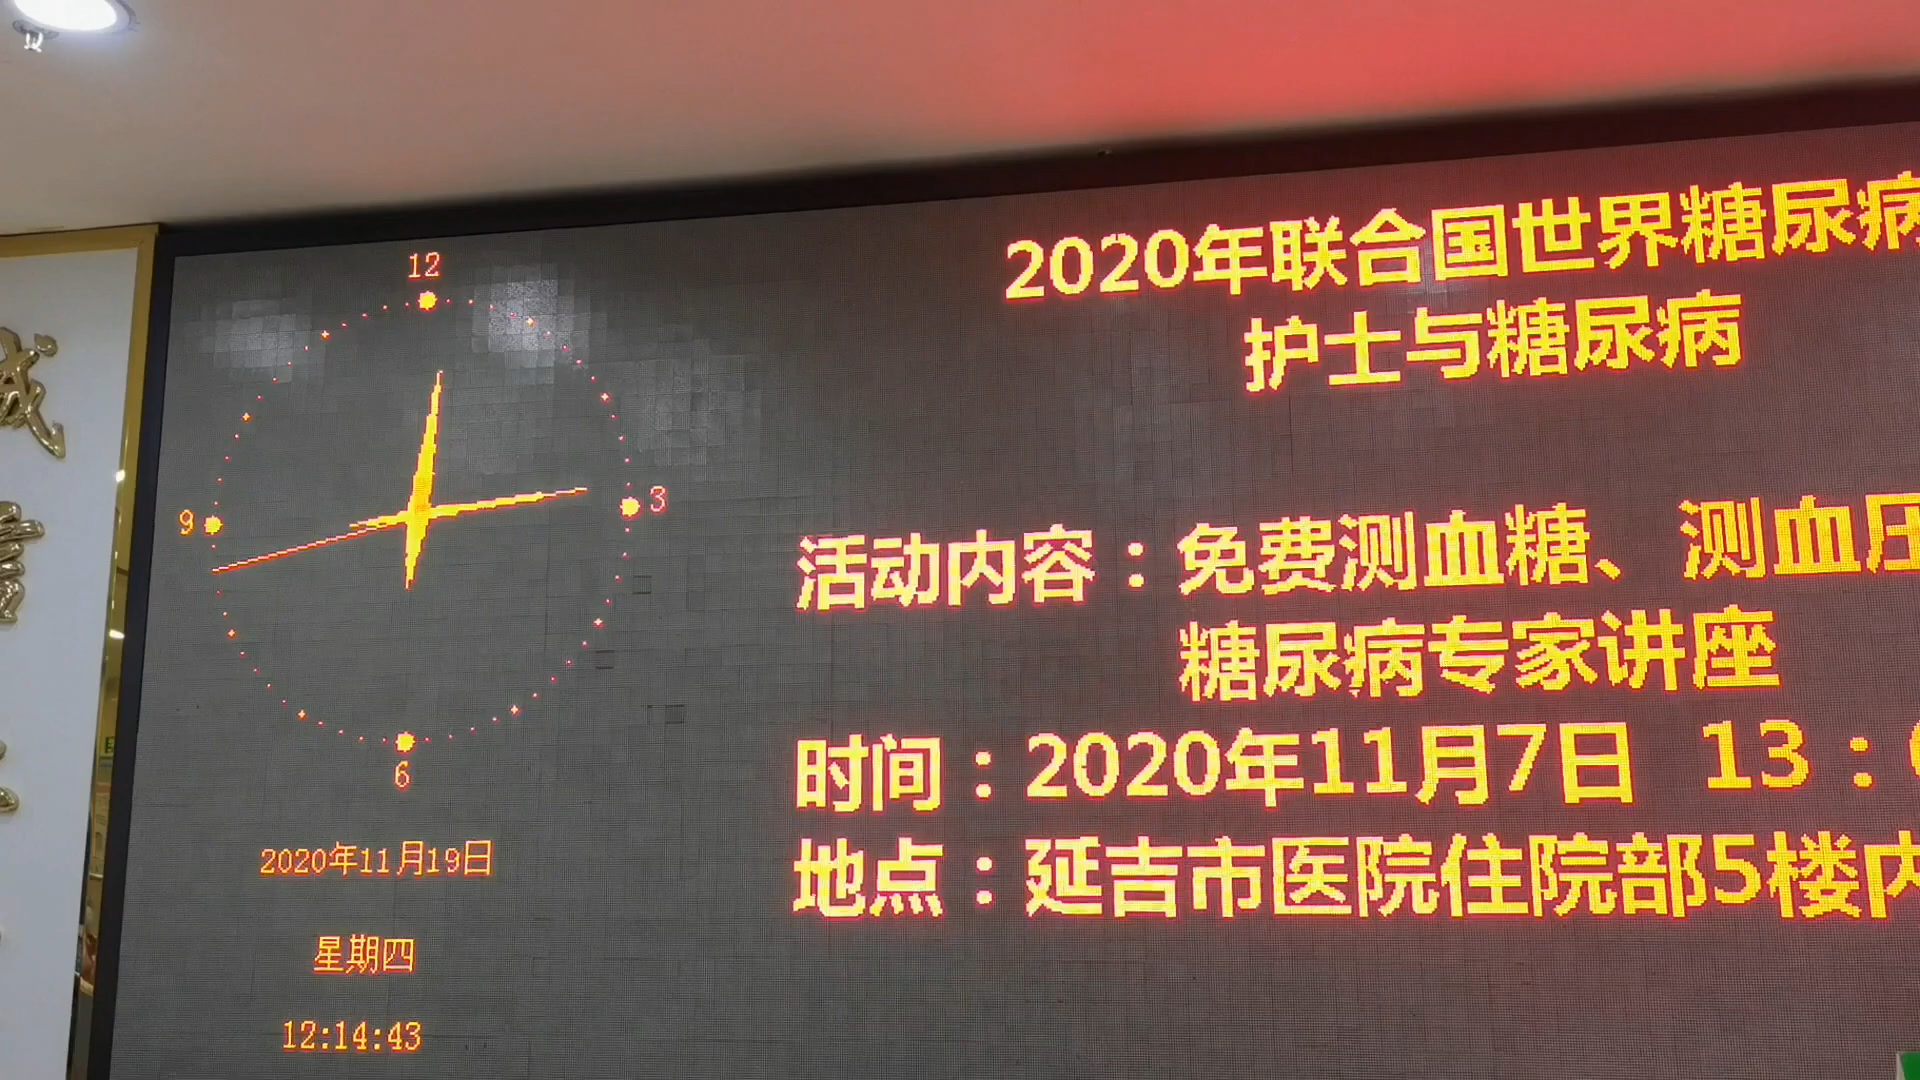 12
3
9
6
2020年11月19日
星期四
12:14:43
2020年联合国世界糖尿病
护士与糖尿病
活动内容：免费测血糖、测血压
糖尿病专家讲座
时间：2020年11月7日 13：
地点：延吉市医院住院部5楼内
诚